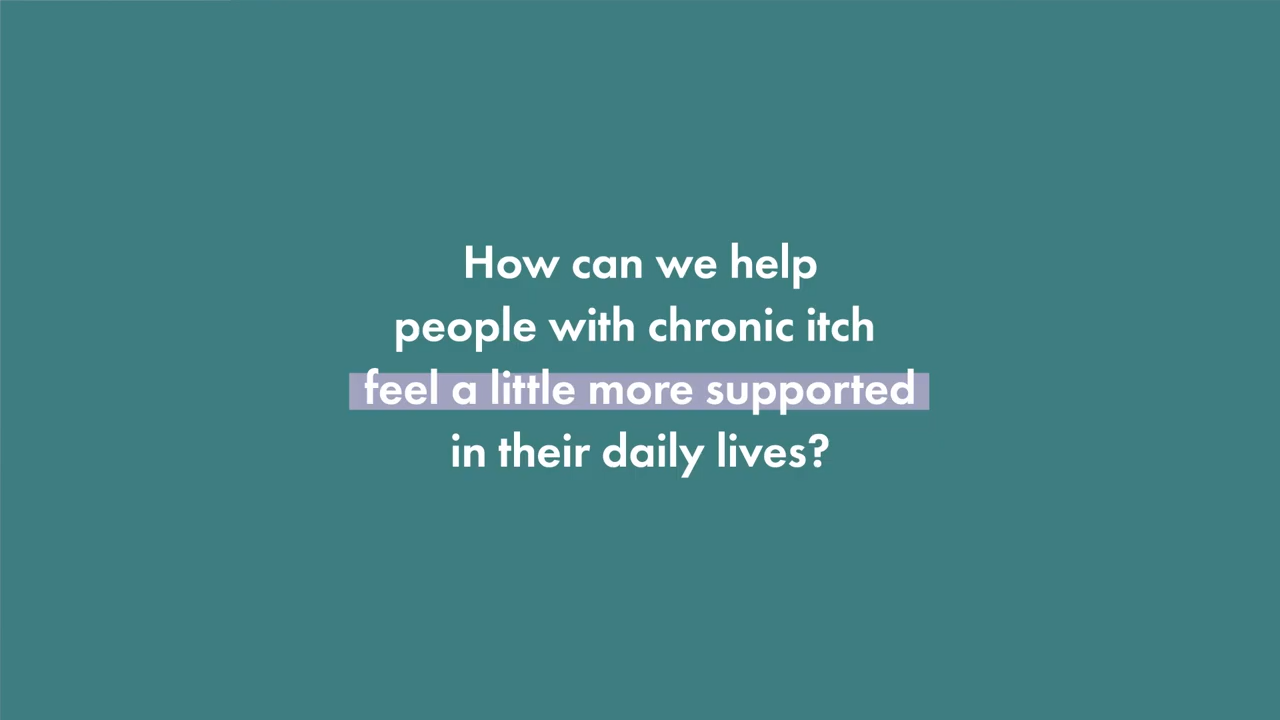 How can we help
people with chronic itch
feel a little more supported
in their daily lives?